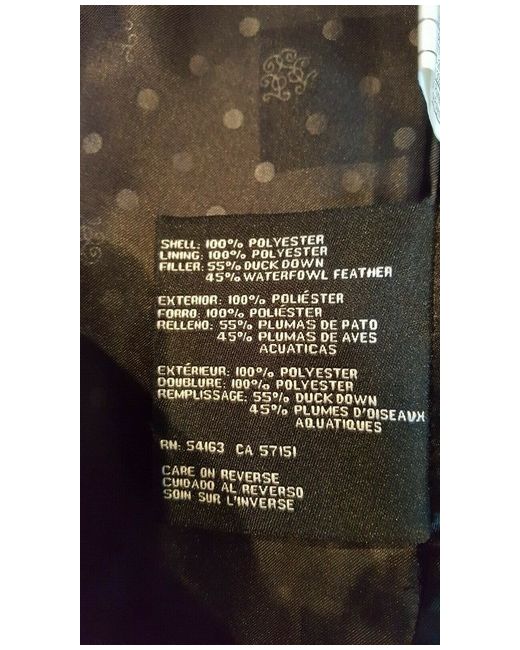 SHELL: 100% POLYESTER
LINING: 100% POLYESTER
FILLER: 55% DUCK DOWN
45% WATERFOWL FEATHER
EXTERIOR: 100% POLIÉSTER
FORRO: 100% POLIÉSTER
RELLENO: 55% PLUMAS DE PATO
45% PLUMAS DE AVES
ACUATICAS
EXTÉRIEUR: 100% POLYESTER
DOUBLURE: 100% POLYESTER
REMPLISSAGE: 55% DUCK DOWN
45% PLUMES D'OISEAUX
AQUATIQUES
RN: 54163 CA 57151
CARE ON REVERSE
CUIDADO AL REVERSO
SOIN SUR L'INVERSE